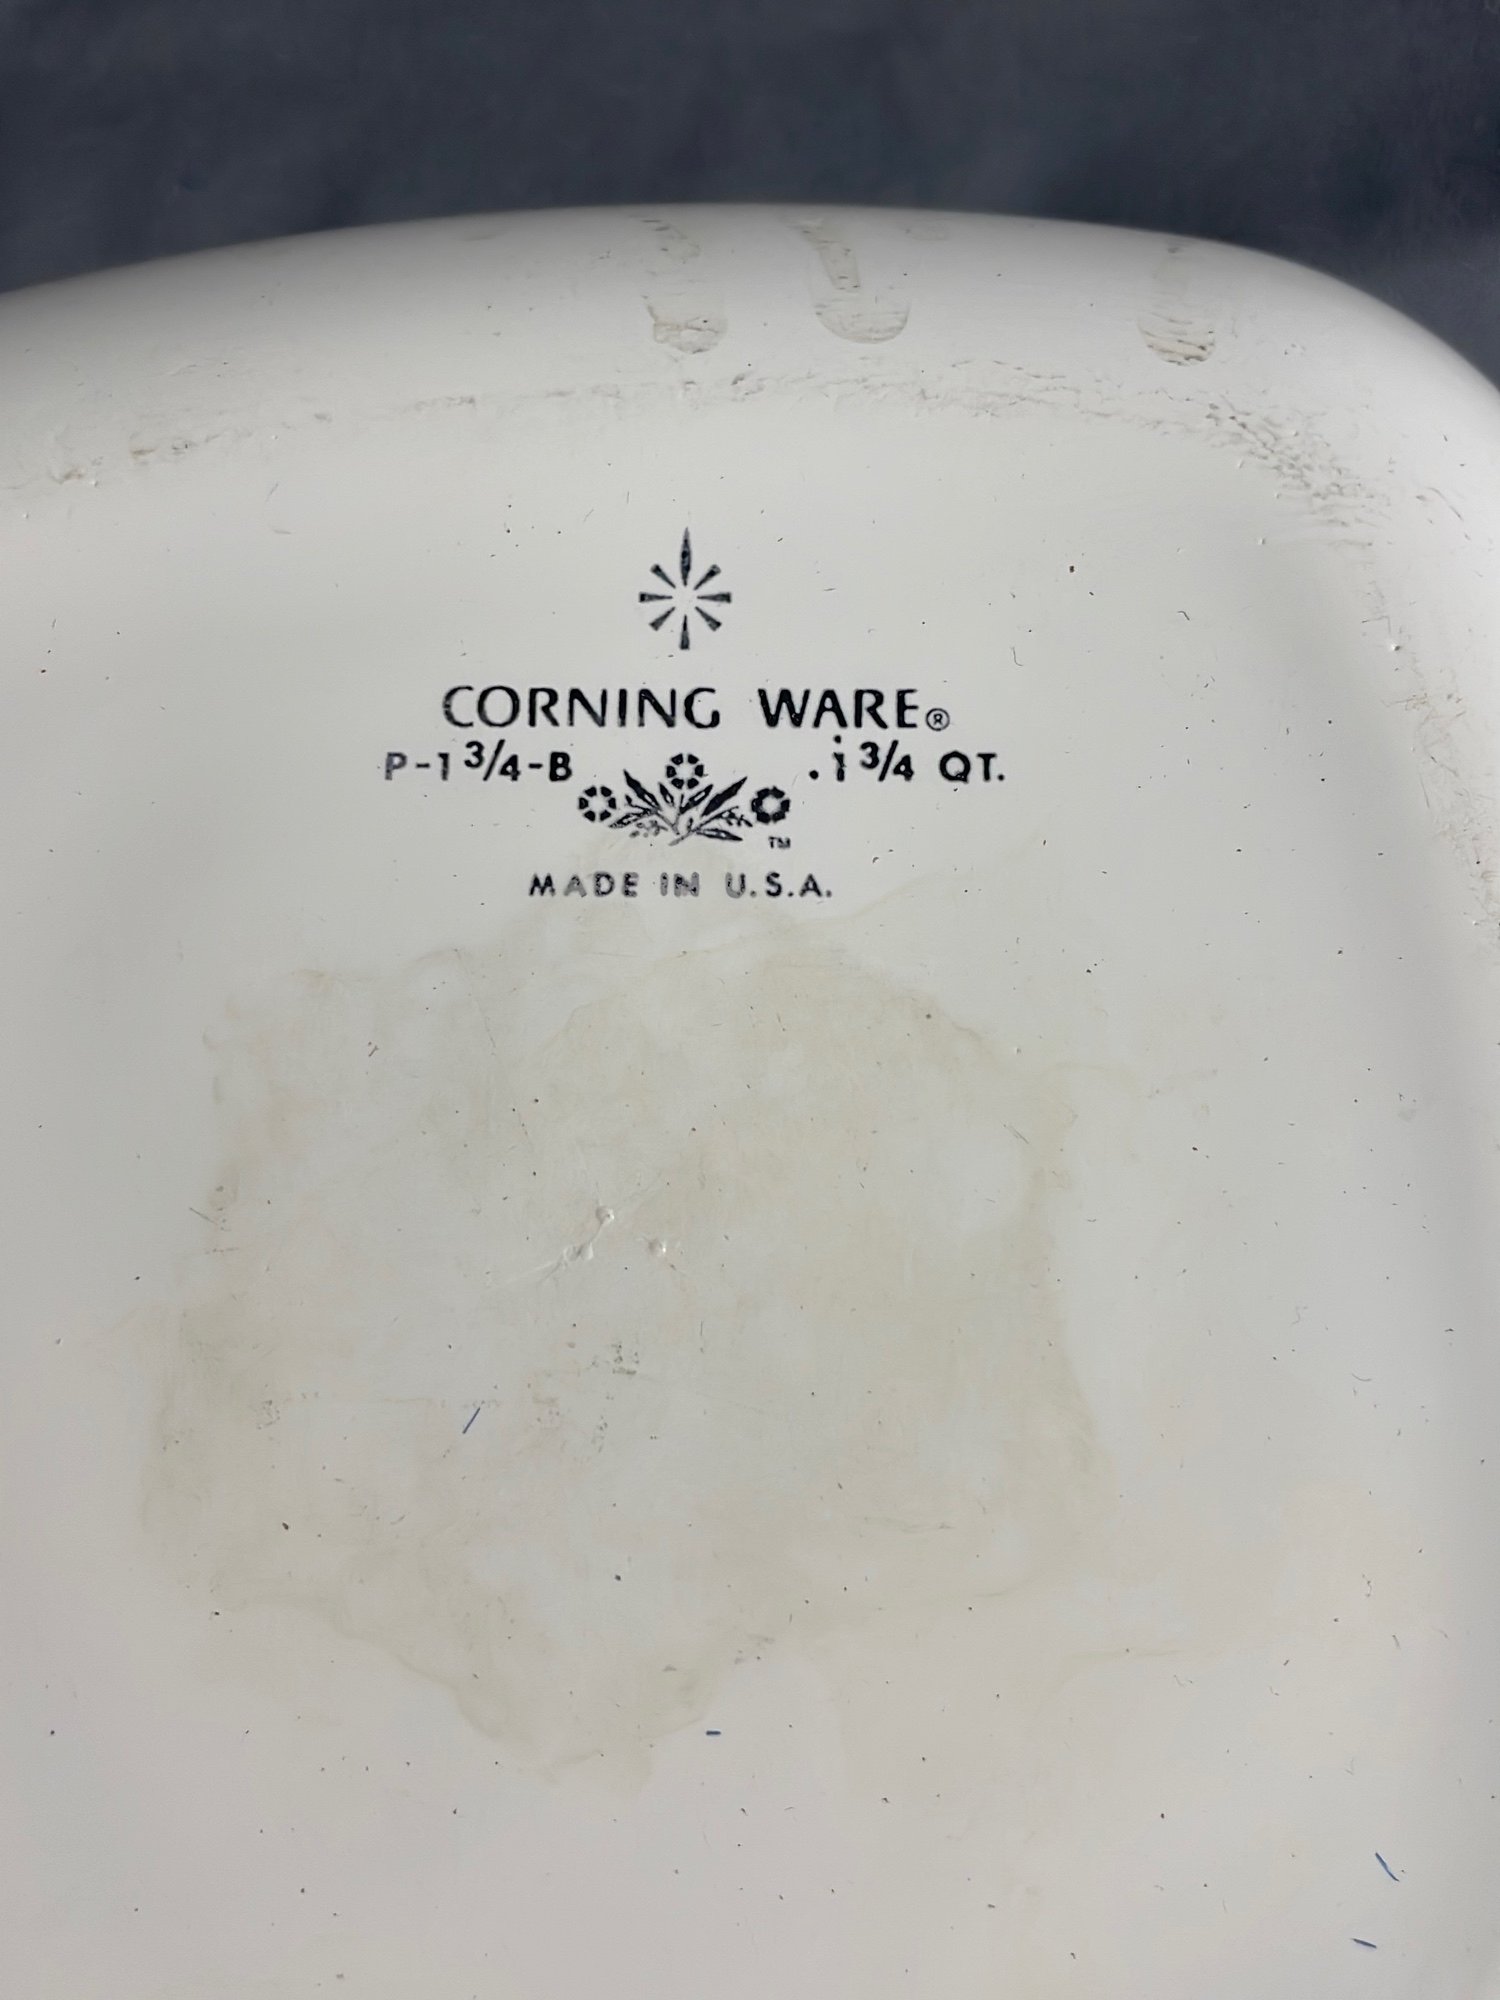 CORNING WARE®
P-1 3/4-B 1 3/4 QT.
TM
MADE IN U.S.A.